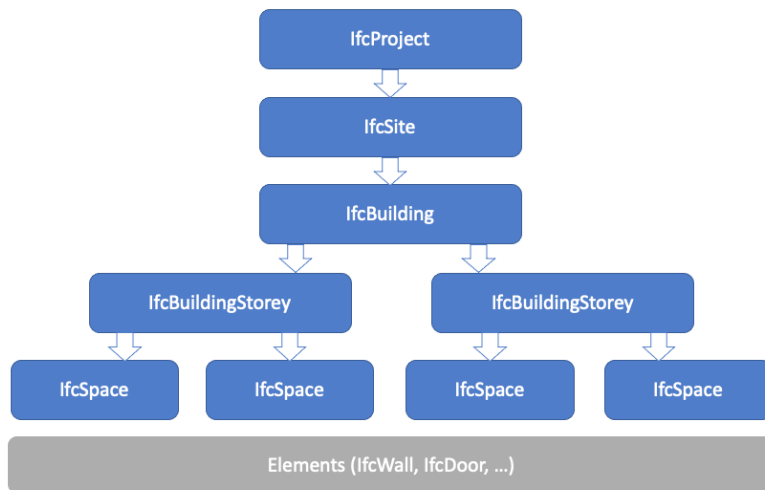 IfcProject
IfcSite
IfcBuilding
IfcBuildingStorey
IfcBuildingStorey
IfcSpace
IfcSpace
IfcSpace
IfcSpace
Elements (IfcWall, IfcDoor, ...)